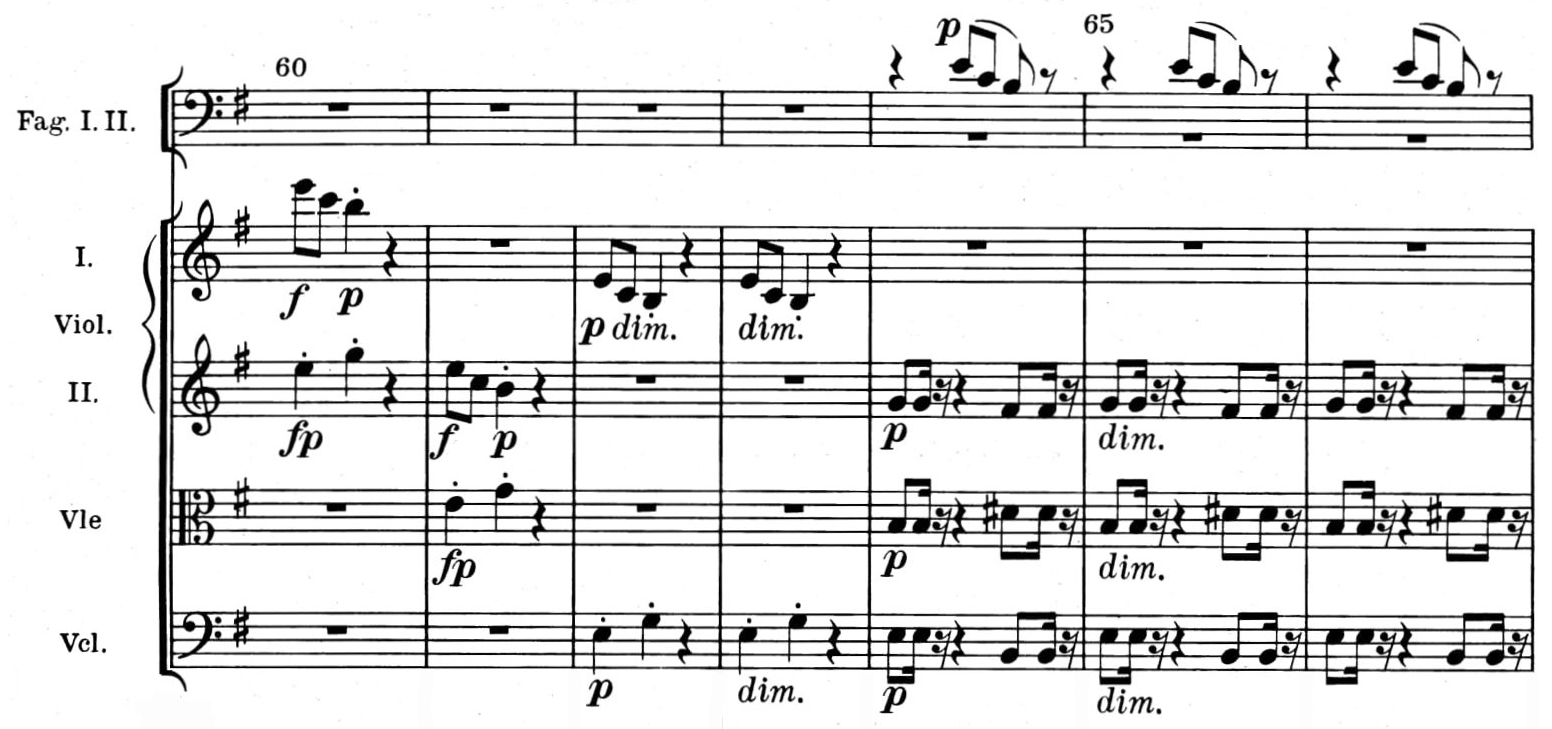 p 65
60
Fag. I. II.
I.
f p
Viol.
p dim. dim.
II.
fp f p p dim.
Vle
fp p dim.
Vcl.
p dim. p dim.